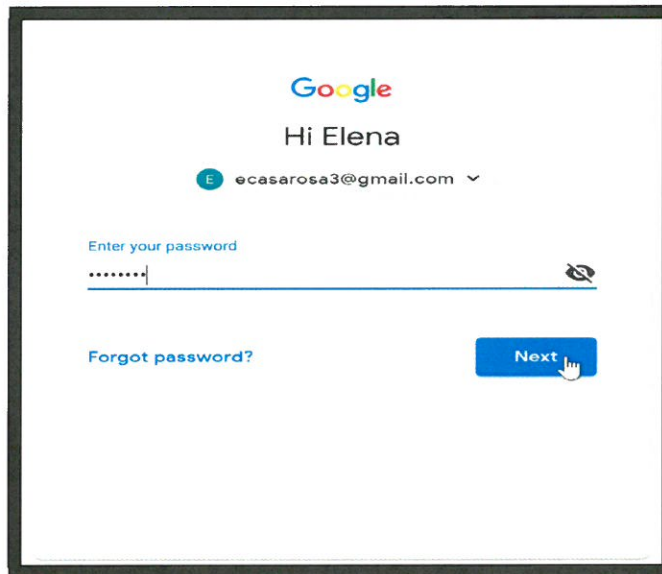 Google
Hi Elena
E ecasarosa3@gmail.com
Enter your password
••••••••
Forgot password?
Next